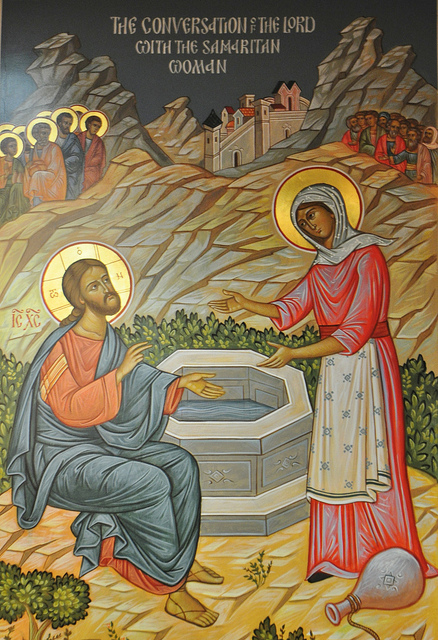 THE CONVERSATION OF THE LORD
WITH THE SAMARITAN
WOMAN
IC XC